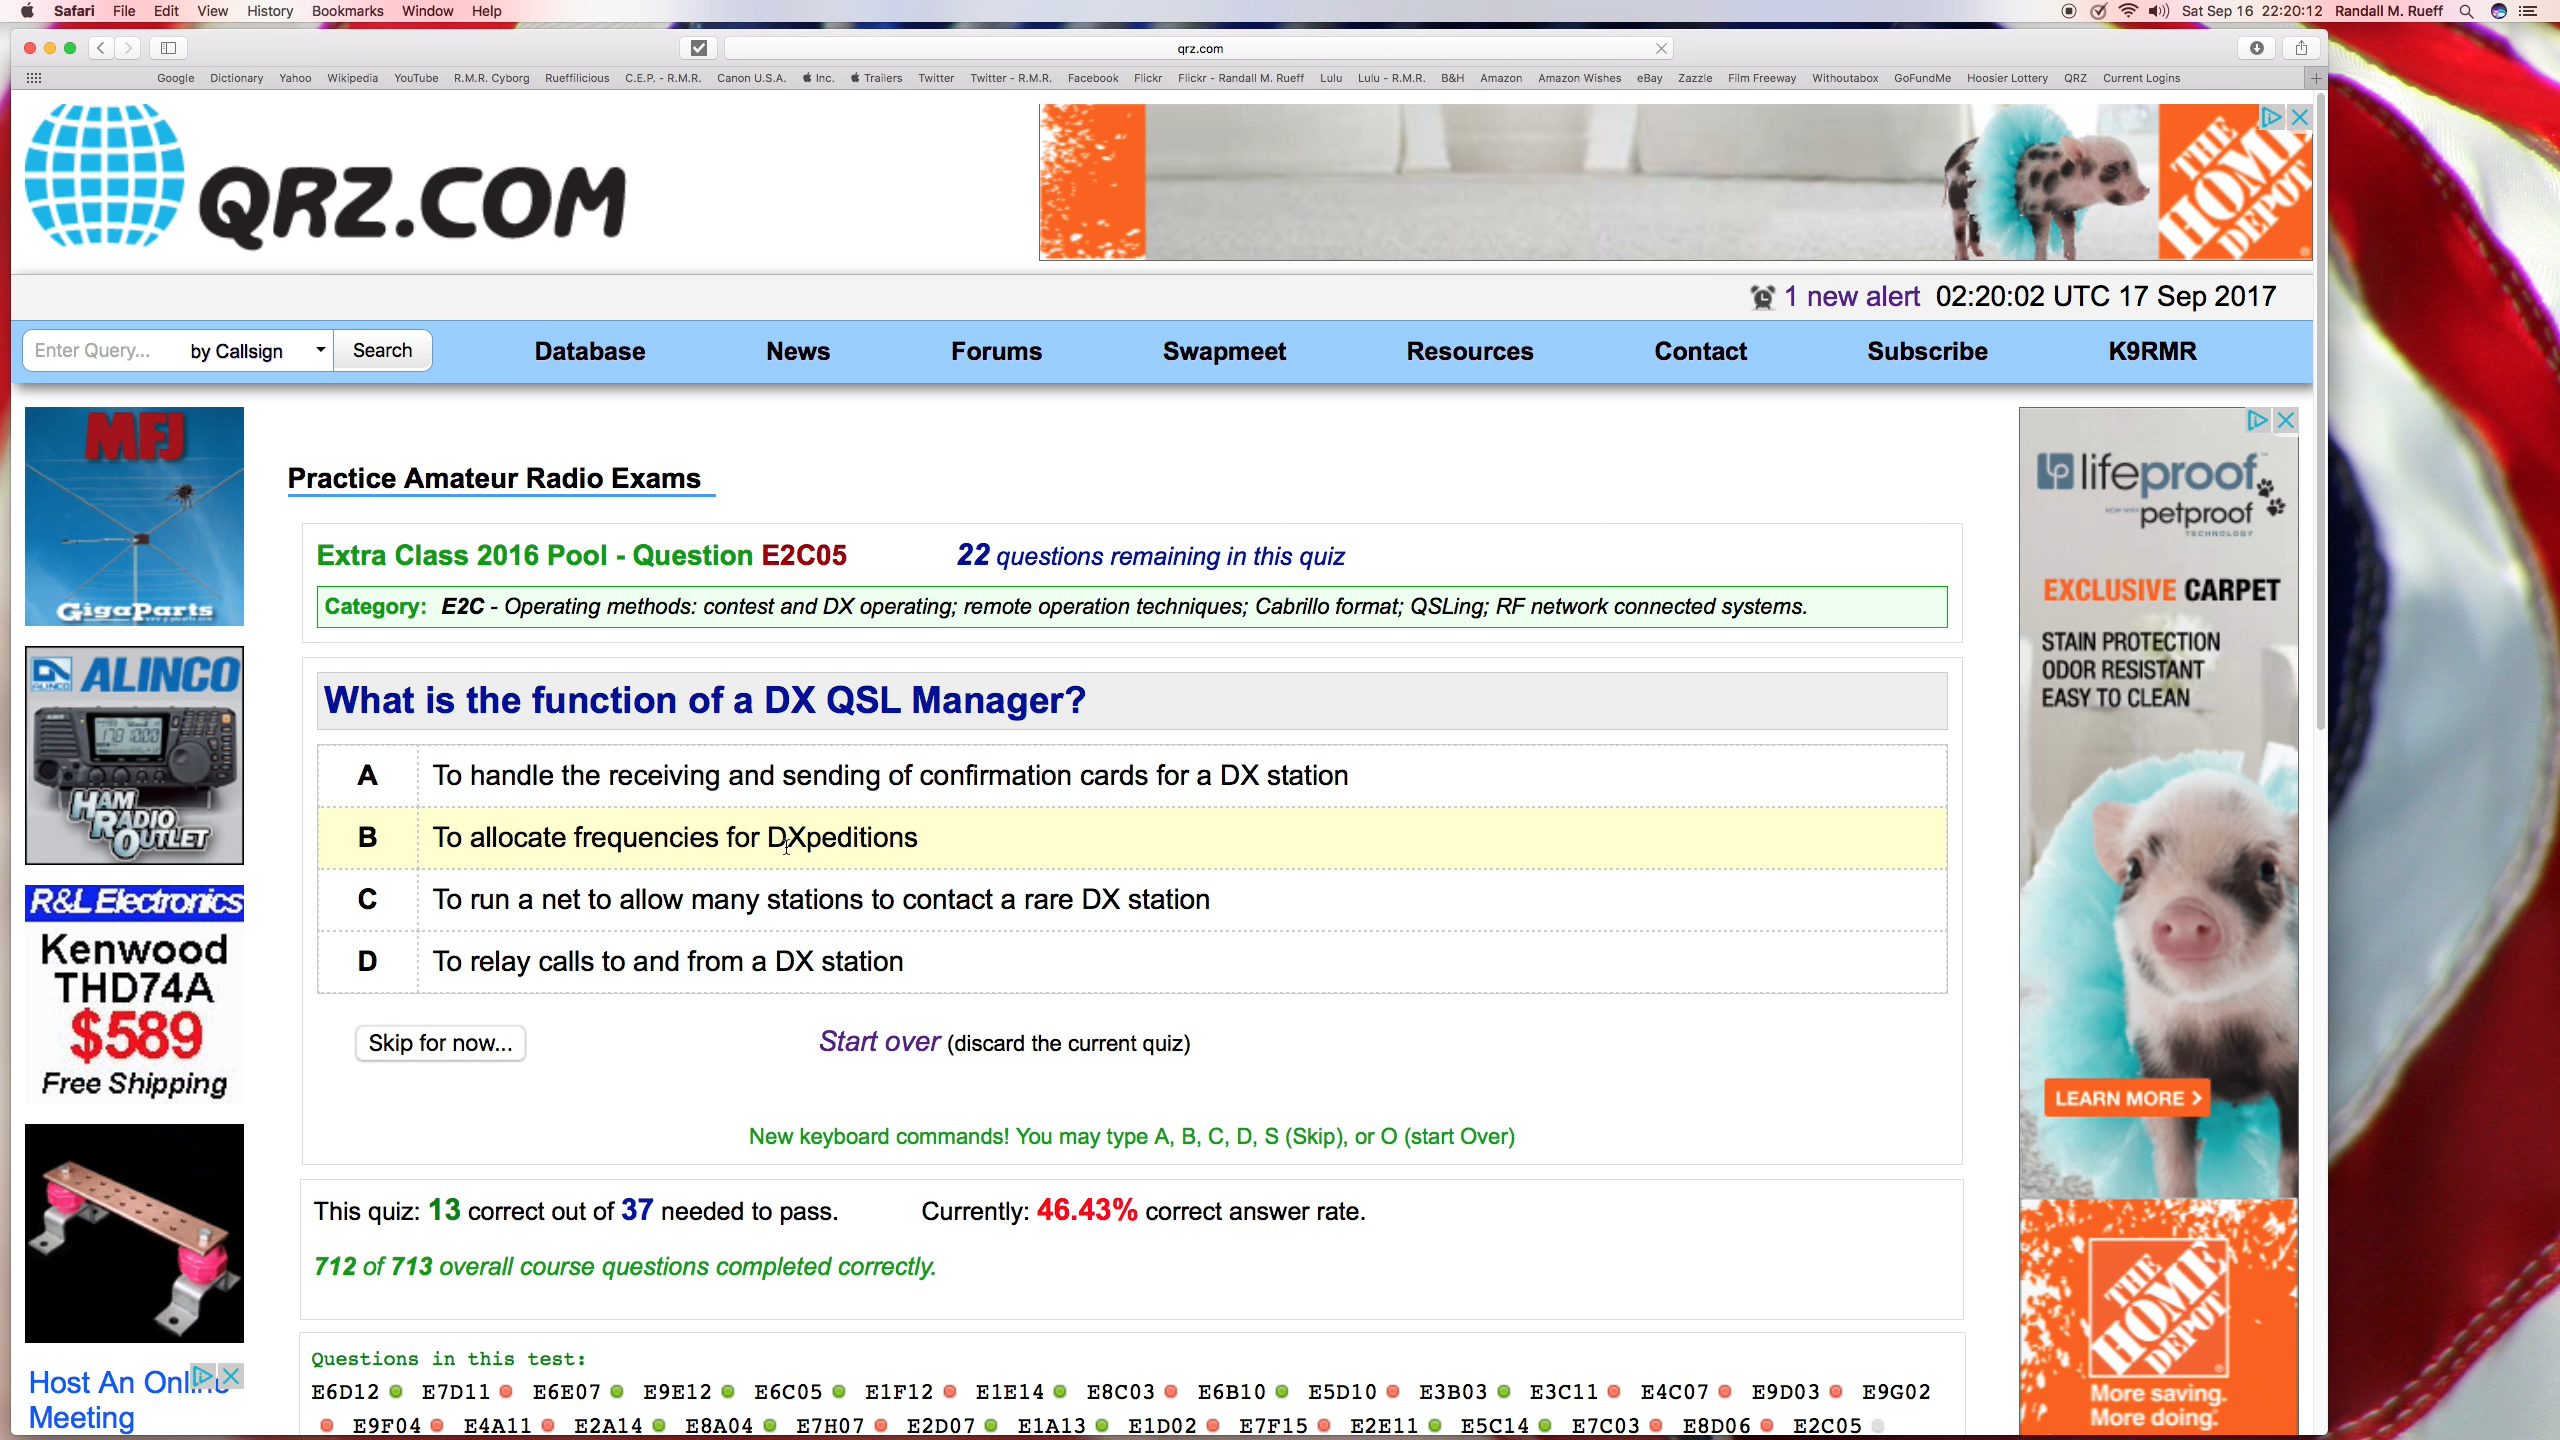 Safari File Edit View History Bookmarks Window Help
Sat Sep 16 22:20:12 Randall M. Rueff
qrz.com
Google Dictionary Yahoo Wikipedia YouTube R.M.R. Cyborg Rueffilicious C.E.P. - R.M.R. Canon U.S.A. Inc. Trailers Twitter Twitter - R.M.R. Facebook Flickr Flickr - Randall M. Rueff Lulu Lulu - R.M.R. B&H Amazon Amazon Wishes eBay Zazzle Film Freeway Withoutabox GoFundMe Hoosier Lottery QRZ Current Logins
QRZ.COM
THE HOME DEPOT
1 new alert 02:20:02 UTC 17 Sep 2017
Enter Query... by Callsign Search Database News Forums Swapmeet Resources Contact Subscribe K9RMR
MFJ
GigaParts
Practice Amateur Radio Exams
Extra Class 2016 Pool - Question E2C05 22 questions remaining in this quiz
Category: E2C - Operating methods: contest and DX operating; remote operation techniques; Cabrillo format; QSLing; RF network connected systems.
What is the function of a DX QSL Manager?
A To handle the receiving and sending of confirmation cards for a DX station
B To allocate frequencies for DXpeditions
C To run a net to allow many stations to contact a rare DX station
D To relay calls to and from a DX station
Skip for now... Start over (discard the current quiz)
New keyboard commands! You may type A, B, C, D, S (Skip), or O (start Over)
This quiz: 13 correct out of 37 needed to pass. Currently: 46.43% correct answer rate.
712 of 713 overall course questions completed correctly.
Questions in this test:
E6D12 E7D11 E6E07 E9E12 E6C05 E1F12 E1E14 E8C03 E6B10 E5D10 E3B03 E3C11 E4C07 E9D03 E9G02
E9F04 E4A11 E2A14 E8A04 E7H07 E2D07 E1A13 E1D02 E7F15 E2E11 E5C14 E7C03 E8D06 E2C05
ALINCO
HAM
RADIO
OUTLET
R&L Electronics
Kenwood
THD74A
$589
Free Shipping
Host An Online
Meeting
lifeproof
NOW WITH
petproof
TECHNOLOGY
EXCLUSIVE CARPET
STAIN PROTECTION
ODOR RESISTANT
EASY TO CLEAN
LEARN MORE >
THE HOME DEPOT
More saving.
More doing.